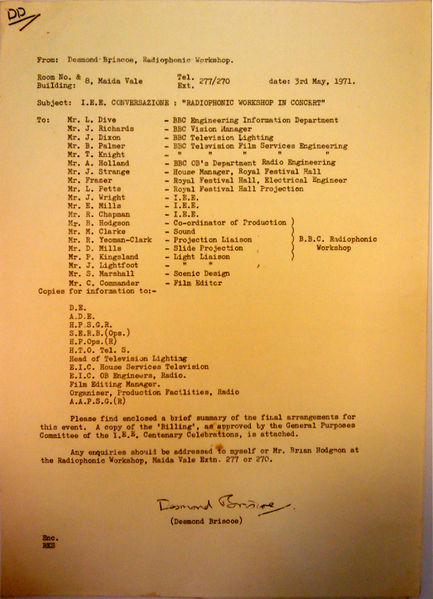 DD
From: Desmond Briscoe, Radiophonic Workshop.
Room No. & Building: 8, Maida Vale Tel. Ext. 277/270 date: 3rd May, 1971.
Subject: I.E.E. CONVERSAZIONE : "RADIOPHONIC WORKSHOP IN CONCERT"
To: Mr. L. Dive - BBC Engineering Information Department
Mr. J. Richards - BBC Vision Manager
Mr. J. Dixon - BBC Television Lighting
Mr. B. Palmer - BBC Television Film Services Engineering
Mr. T. Knight - " " " " "
Mr. A. Holland - BBC OB's Department Radio Engineering
Mr. J. Strange - House Manager, Royal Festival Hall
Mr. Fraser - Royal Festival Hall, Electrical Engineer
Mr. L. Petts - Royal Festival Hall Projection
Mr. J. Wright - I.E.E.
Mr. E. Mills - I.E.E.
Mr. R. Chapman - I.E.E.
Mr. B. Hodgson - Co-ordinator of Production
Mr. M. Clarke - Sound
Mr. R. Yeoman-Clark - Projection Liaison B.B.C. Radiophonic
Mr. D. Mills - Slide Projection Workshop
Mr. P. Kingsland - Light Liaison
Mr. J. Lightfoot - " "
Mr. S. Marshall - Scenic Design
Mr. C. Commander - Film Editor
Copies for information to:-
D.E.
A.D.E.
H.P.S.G.R.
S.E.R.B.(Ops.)
H.P.Ops.(R)
H.T.O. Tel. S.
Head of Television Lighting
E.I.C. House Services Television
E.I.C. OB Engineers, Radio.
Film Editing Manager.
Organiser, Production Facilities, Radio
A.A.P.S.G.(R)
Please find enclosed a brief summary of the final arrangements for
this event. A copy of the 'Billing', as approved by the General Purposes
Committee of the I.E.E. Centenary Celebrations, is attached.
Any enquiries should be addressed to myself or Mr. Brian Hodgson at
the Radiophonic Workshop, Maida Vale Extn. 277 or 270.
Desmond Briscoe.
(Desmond Briscoe)
Enc.